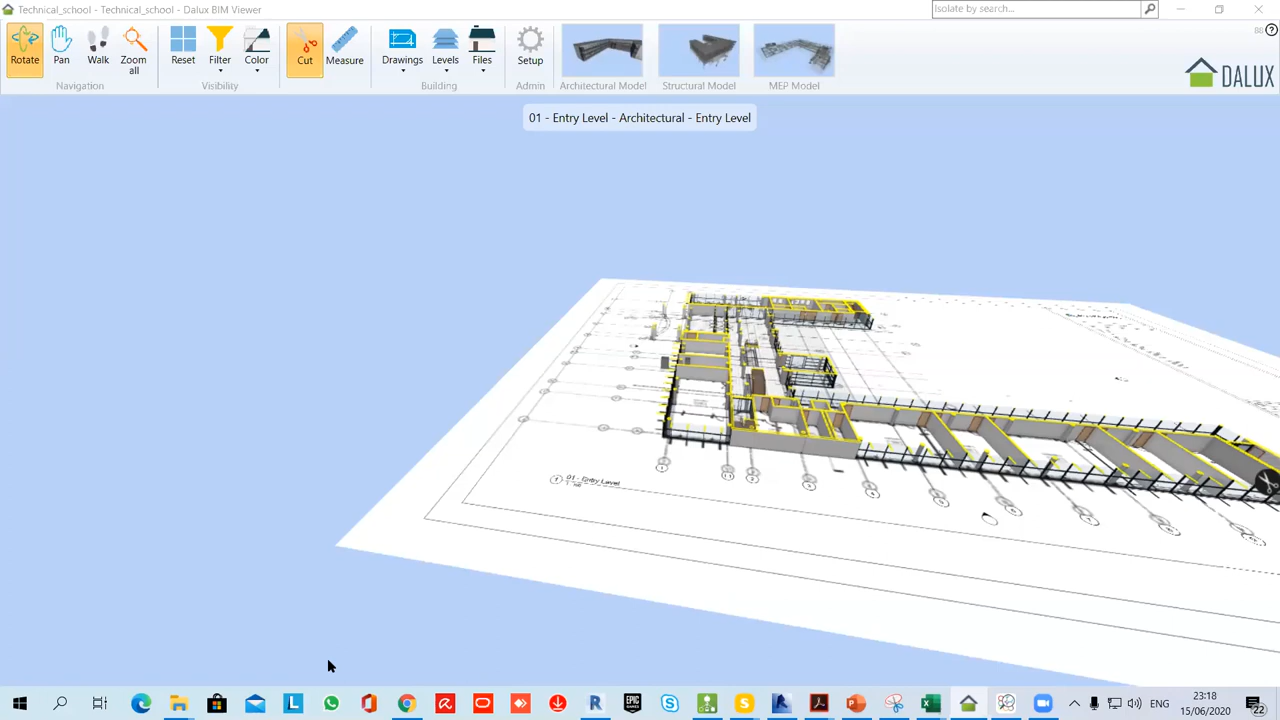 Technical_school - Technical_school - Dalux BIM Viewer
Isolate by search...
Rotate
Pan
Walk
Zoom all
Reset
Filter
Color
Cut
Measure
Drawings
Levels
Files
Setup
Navigation
Visibility
Building
Admin
Architectural Model
Structural Model
MEP Model
DALUX
01 - Entry Level - Architectural - Entry Level
01 - Entry Level
ENG
23:18
15/06/2020
22